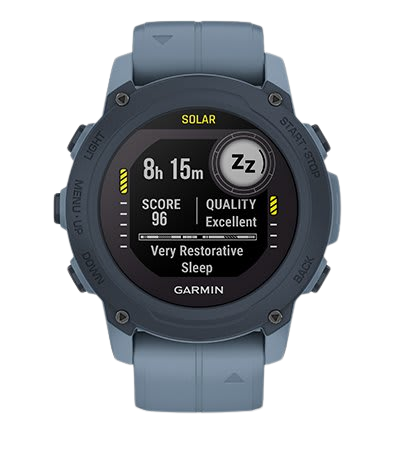 SOLAR
LIGHT
START·STOP
8h 15m
ZZ
SCORE
96
QUALITY
Excellent
MENU·UP
Very Restorative
Sleep
DOWN
BACK
GARMIN